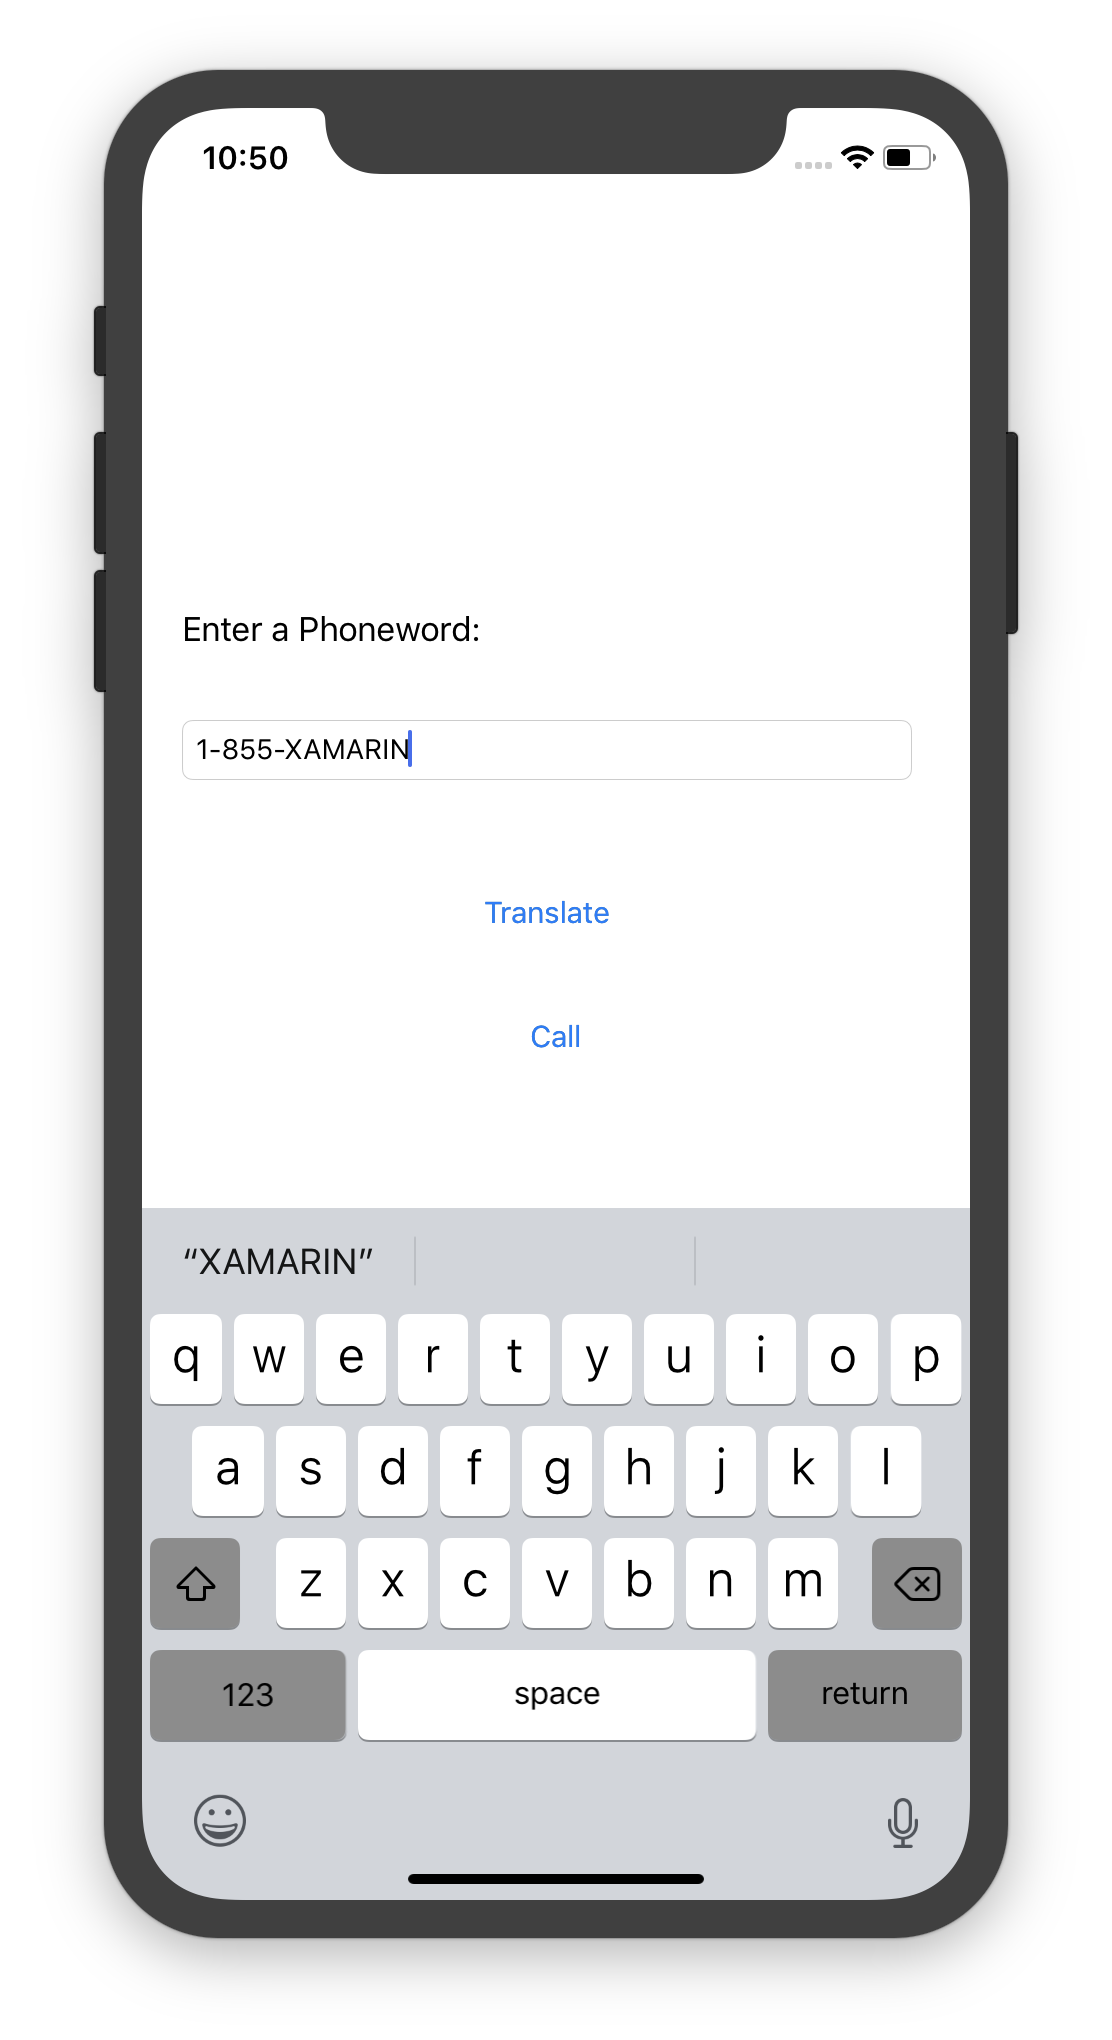 10:50
Enter a Phoneword:
1-855-XAMARIN
Translate
Call
“XAMARIN”
q w e r t y u i o p
a s d f g h j k l
z x c v b n m
123 space return